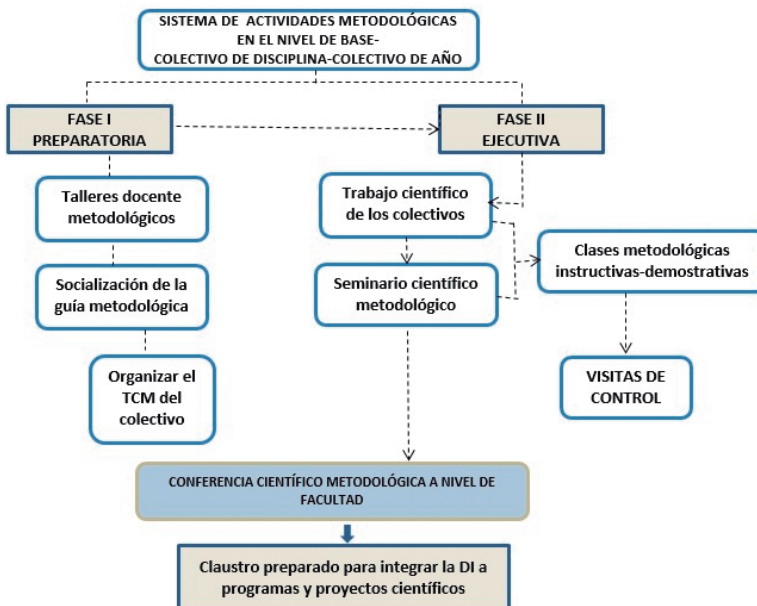 SISTEMA DE ACTIVIDADES METODOLÓGICAS
EN EL NIVEL DE BASE-
COLECTIVO DE DISCIPLINA-COLECTIVO DE AÑO
FASE I
PREPARATORIA
FASE II
EJECUTIVA
Talleres docente
metodológicos
Trabajo científico
de los colectivos
Clases metodológicas
instructivas-demostrativas
Socialización de la
guía metodológica
Seminario científico
metodológico
Organizar el
TCM del
colectivo
VISITAS DE
CONTROL
CONFERENCIA CIENTÍFICO METODOLÓGICA A NIVEL DE
FACULTAD
Claustro preparado para integrar la DI a
programas y proyectos científicos